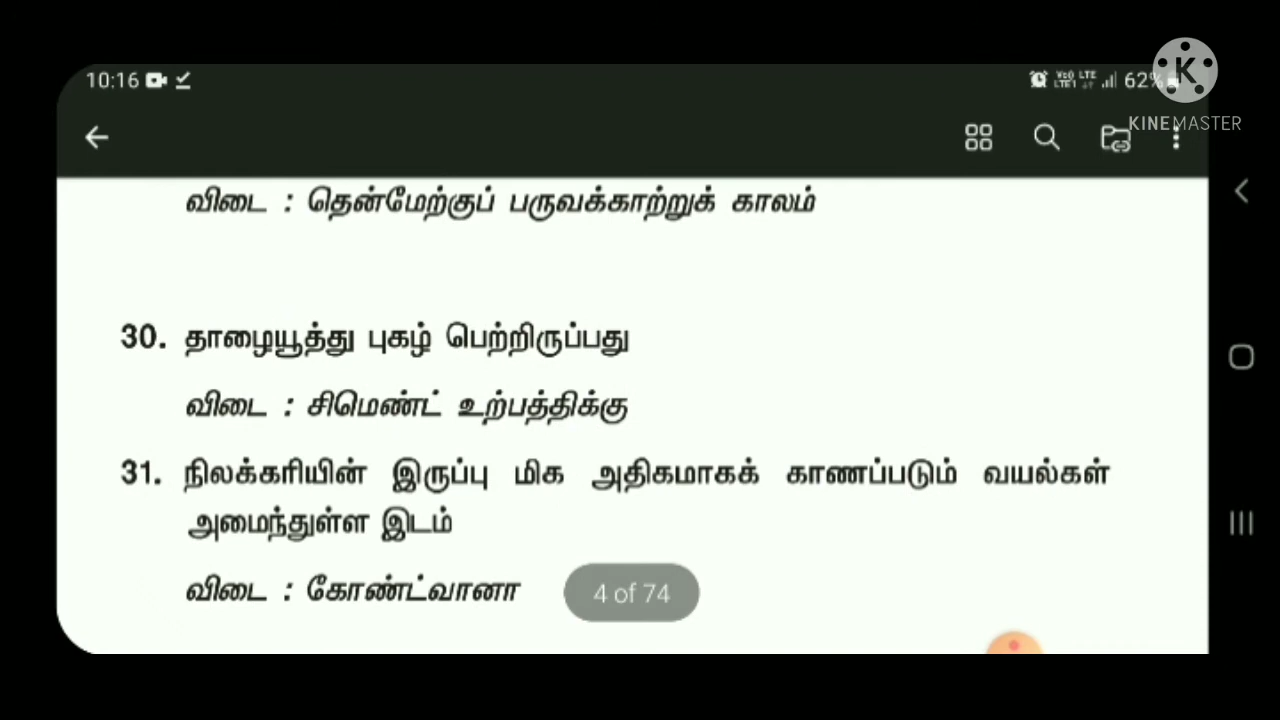 10:16 62%
KINEMASTER
விடை : தென்மேற்குப் பருவக்காற்றுக் காலம்
30. தாழையூத்து புகழ் பெற்றிருப்பது
விடை : சிமெண்ட் உற்பத்திக்கு
31. நிலக்கரியின் இருப்பு மிக அதிகமாகக் காணப்படும் வயல்கள்
அமைந்துள்ள இடம்
விடை : கோண்ட்வானா
4 of 74